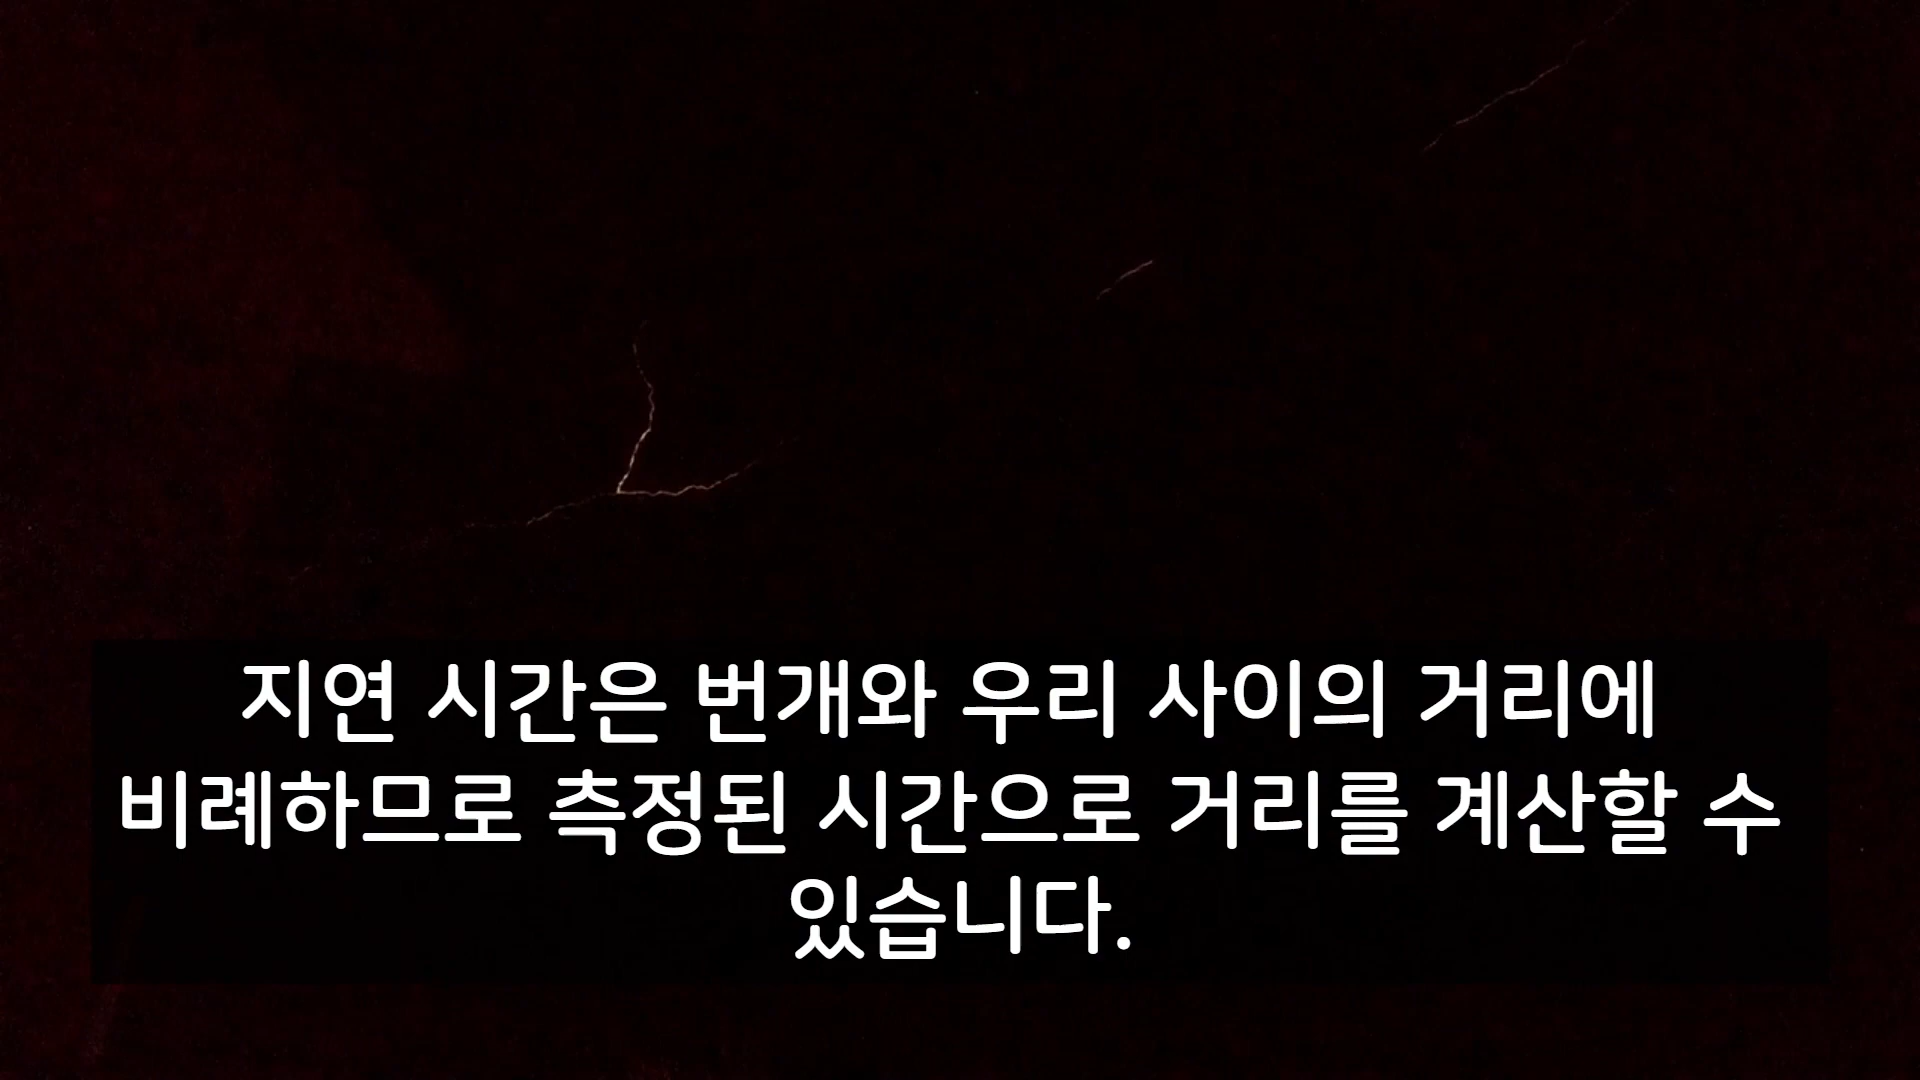 지연 시간은 번개와 우리 사이의 거리에
비례하므로 측정된 시간으로 거리를 계산할 수
있습니다.